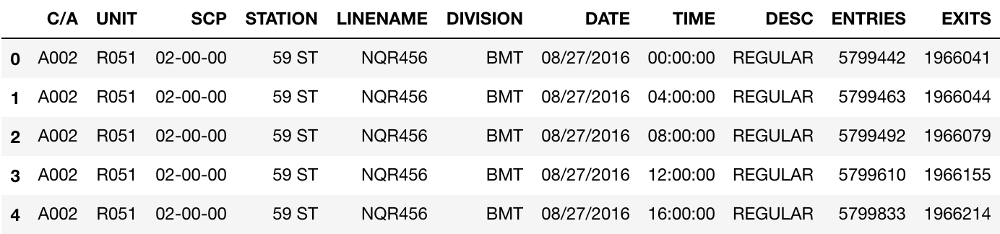 C/A UNIT SCP STATION LINENAME DIVISION DATE TIME DESC ENTRIES EXITS
0 A002 R051 02-00-00 59 ST NQR456 BMT 08/27/2016 00:00:00 REGULAR 5799442 1966041
1 A002 R051 02-00-00 59 ST NQR456 BMT 08/27/2016 04:00:00 REGULAR 5799463 1966044
2 A002 R051 02-00-00 59 ST NQR456 BMT 08/27/2016 08:00:00 REGULAR 5799492 1966079
3 A002 R051 02-00-00 59 ST NQR456 BMT 08/27/2016 12:00:00 REGULAR 5799610 1966155
4 A002 R051 02-00-00 59 ST NQR456 BMT 08/27/2016 16:00:00 REGULAR 5799833 1966214